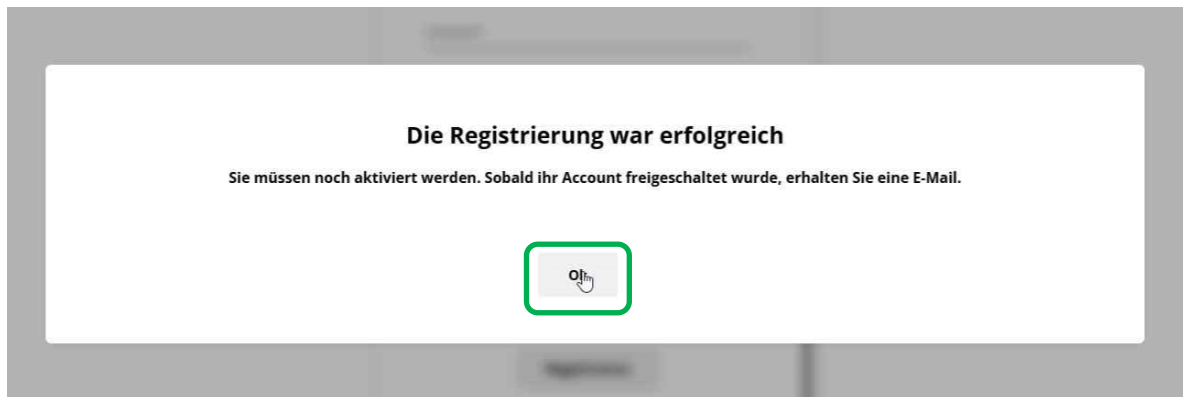 Die Registrierung war erfolgreich
Sie müssen noch aktiviert werden. Sobald ihr Account freigeschaltet wurde, erhalten Sie eine E-Mail.